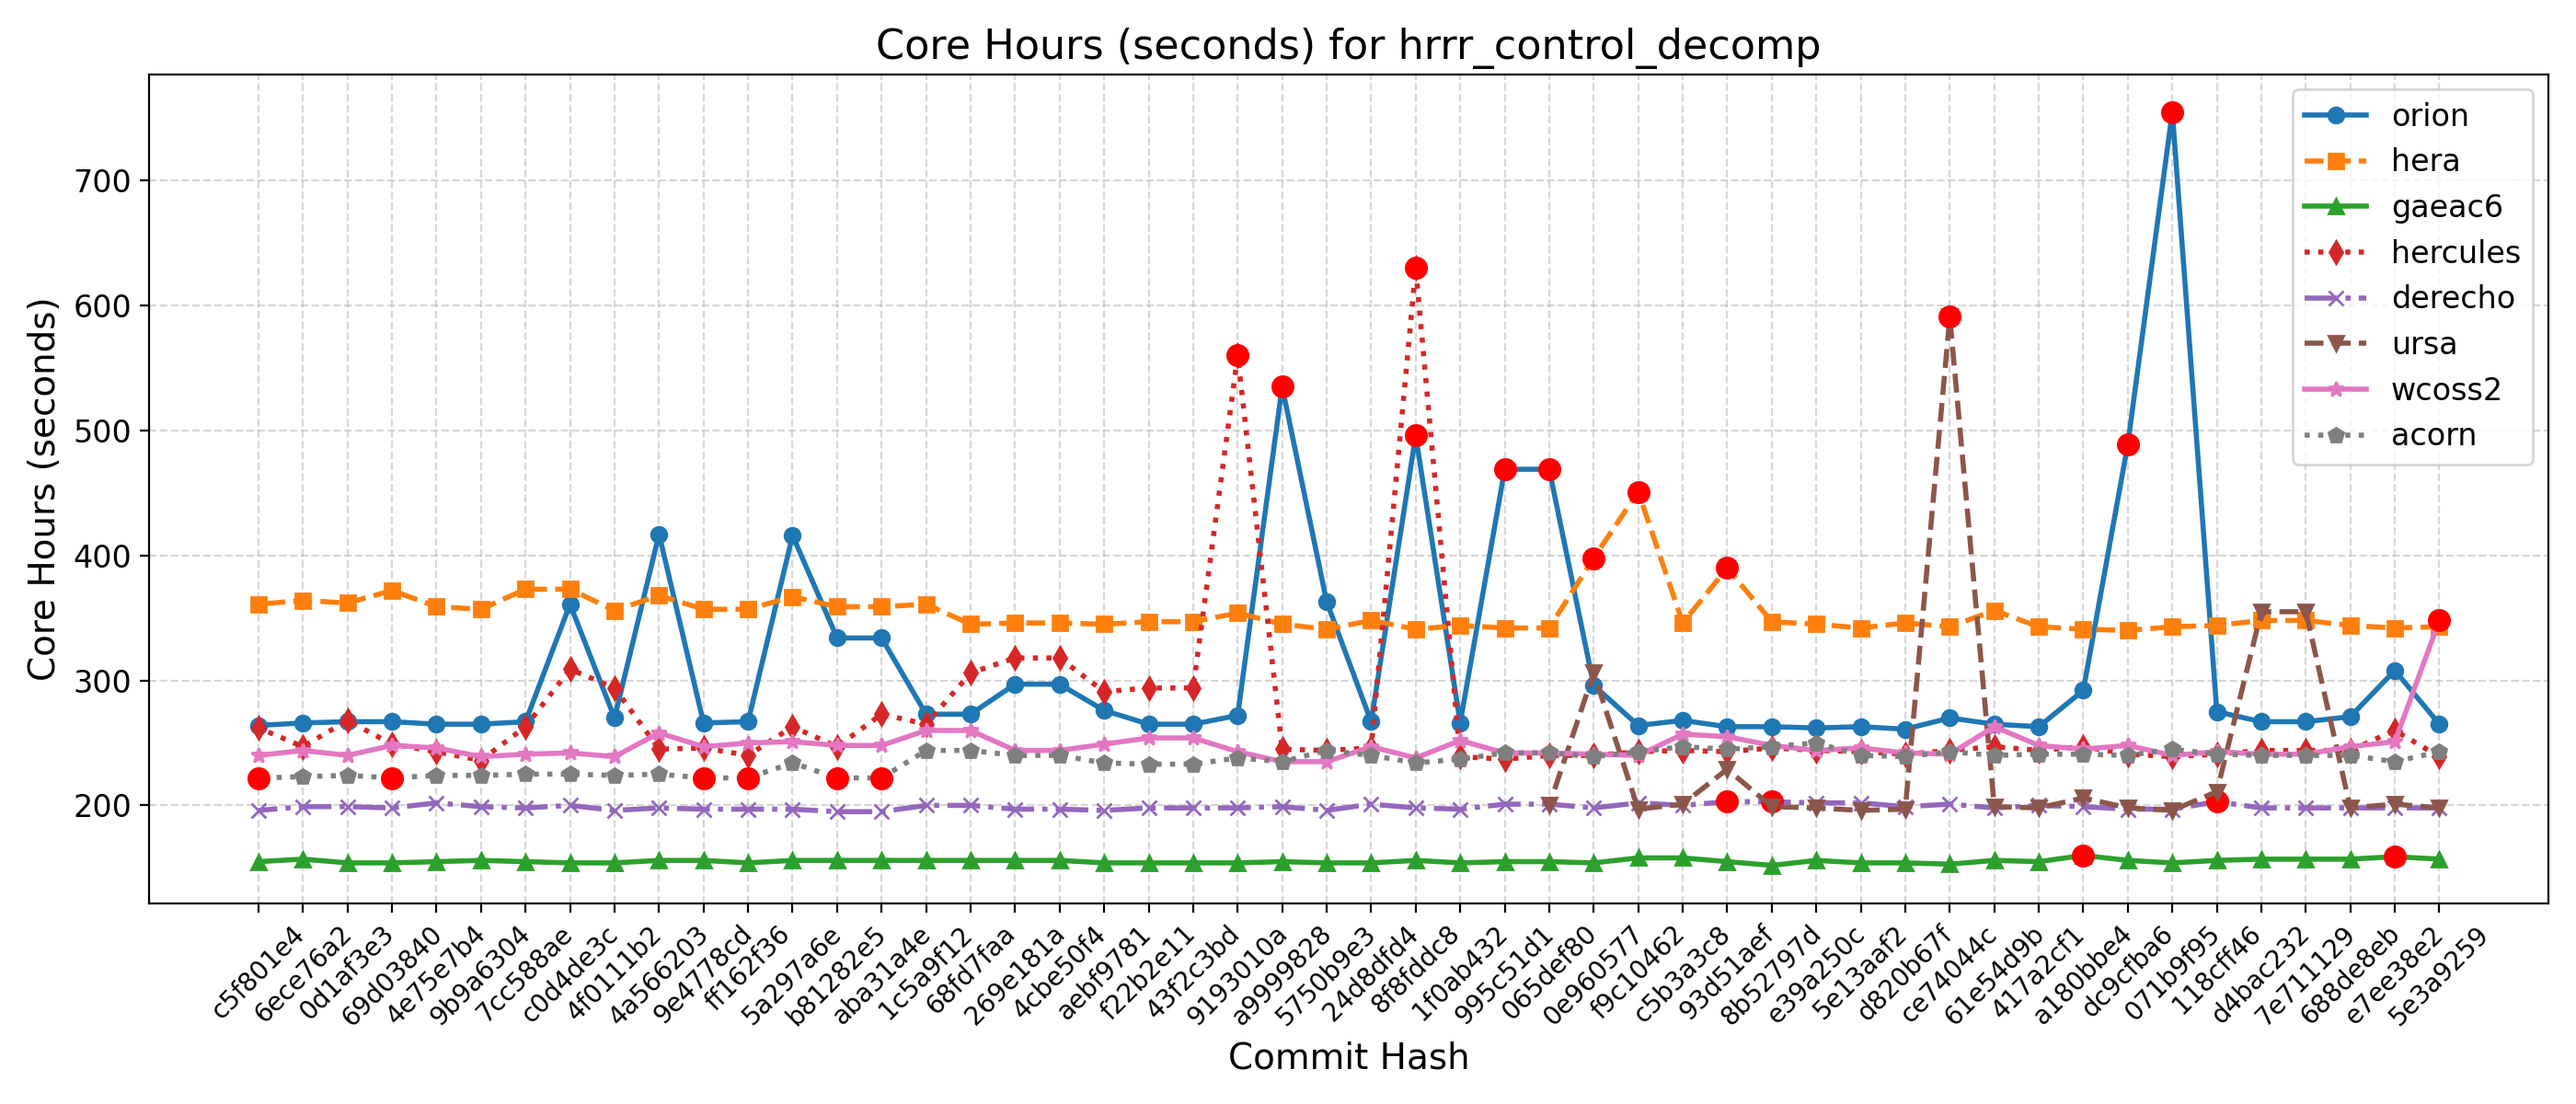 Core Hours (seconds) for hrrr_control_decomp
Core Hours (seconds)
700
600
500
400
300
200
orion
hera
gaeac6
hercules
derecho
ursa
wcoss2
acorn
c5f801e4
6ece76a2
0d1af3e3
69d03840
4e75e7b4
9b9a6304
7cc588ae
c0d4de3c
4f0111b2
4a566203
9e4778cd
ff162f36
5a297a6e
b81282e5
aba31a4e
1c5a9f12
68fd7faa
269e181a
4cbe50f4
aebf9781
f22b2e11
43f2c3bd
9193010a
a9999828
5750b9e3
24d8dfd4
8f8fddc8
1f0ab432
995c51d1
065def80
0e960577
f9c10462
c5b3a3c8
93d51aef
8b52797d
e39a250c
5e13aaf2
d820b67f
ce74044c
61e54d9b
417a2cf1
a180bbe4
dc9cfba6
071b9f95
118cff46
d4bac232
7e711129
688de8eb
e7ee38e2
5e3a9259
Commit Hash